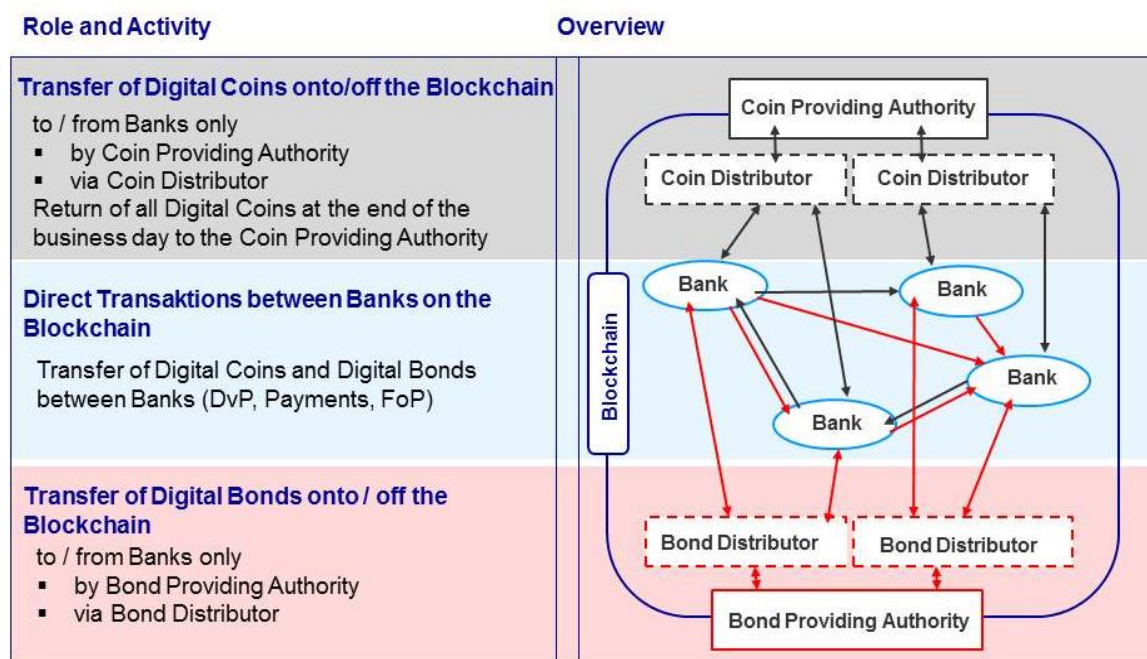 Role and Activity
Overview
Transfer of Digital Coins onto/off the Blockchain
to / from Banks only
▪ by Coin Providing Authority
▪ via Coin Distributor
Return of all Digital Coins at the end of the
business day to the Coin Providing Authority
Direct Transaktions between Banks on the
Blockchain
Transfer of Digital Coins and Digital Bonds
between Banks (DvP, Payments, FoP)
Transfer of Digital Bonds onto / off the
Blockchain
to / from Banks only
▪ by Bond Providing Authority
▪ via Bond Distributor
Coin Providing Authority
Coin Distributor
Coin Distributor
Blockchain
Bank
Bank
Bank
Bank
Bond Distributor
Bond Distributor
Bond Providing Authority